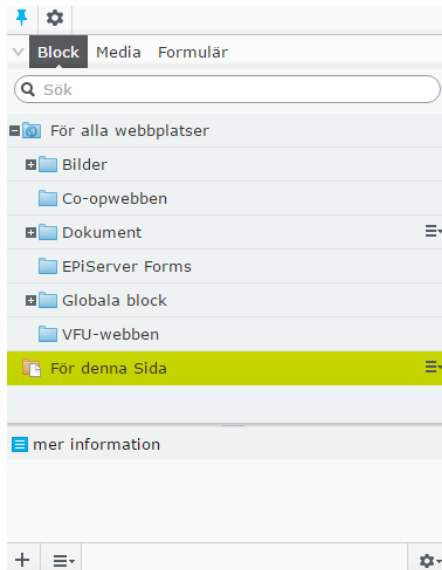 Block Media Formulär
Sök
För alla webbplatser
Bilder
Co-opwebben
Dokument
EPiServer Forms
Globala block
VFU-webben
För denna Sida
mer information